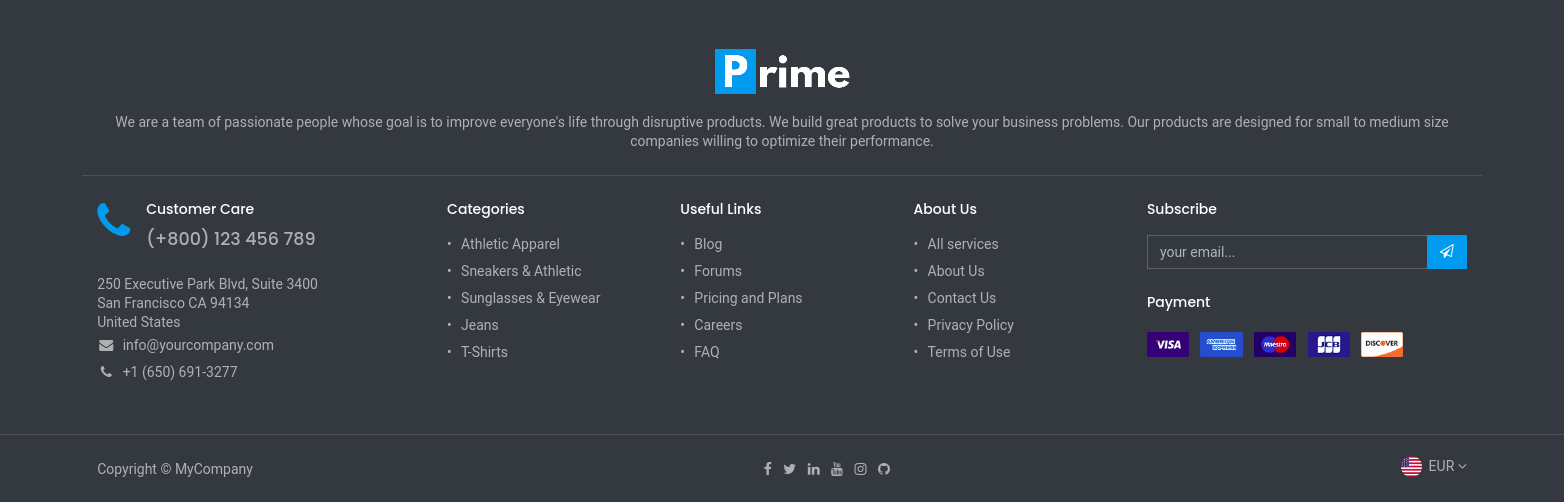 Prime
We are a team of passionate people whose goal is to improve everyone's life through disruptive products. We build great products to solve your business problems. Our products are designed for small to medium size
companies willing to optimize their performance.
Customer Care
(+800) 123 456 789
250 Executive Park Blvd, Suite 3400
San Francisco CA 94134
United States
info@yourcompany.com
+1 (650) 691-3277
Categories
• Athletic Apparel
• Sneakers & Athletic
• Sunglasses & Eyewear
• Jeans
• T-Shirts
Useful Links
• Blog
• Forums
• Pricing and Plans
• Careers
• FAQ
About Us
• All services
• About Us
• Contact Us
• Privacy Policy
• Terms of Use
Subscribe
your email...
Payment
VISA
AMERICAN
EXPRESS
Maestro
JCB
DISCOVER
Copyright © MyCompany
You
Tube
EUR